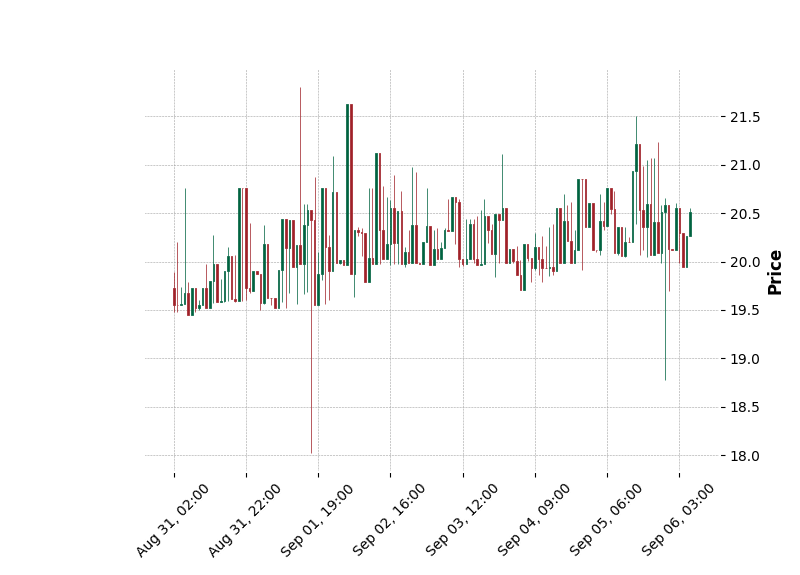 21.5
21.0
20.5
20.0
19.5
19.0
18.5
18.0
Price
Aug 31, 02:00
Aug 31, 22:00
Sep 01, 19:00
Sep 02, 16:00
Sep 03, 12:00
Sep 04, 09:00
Sep 05, 06:00
Sep 06, 03:00